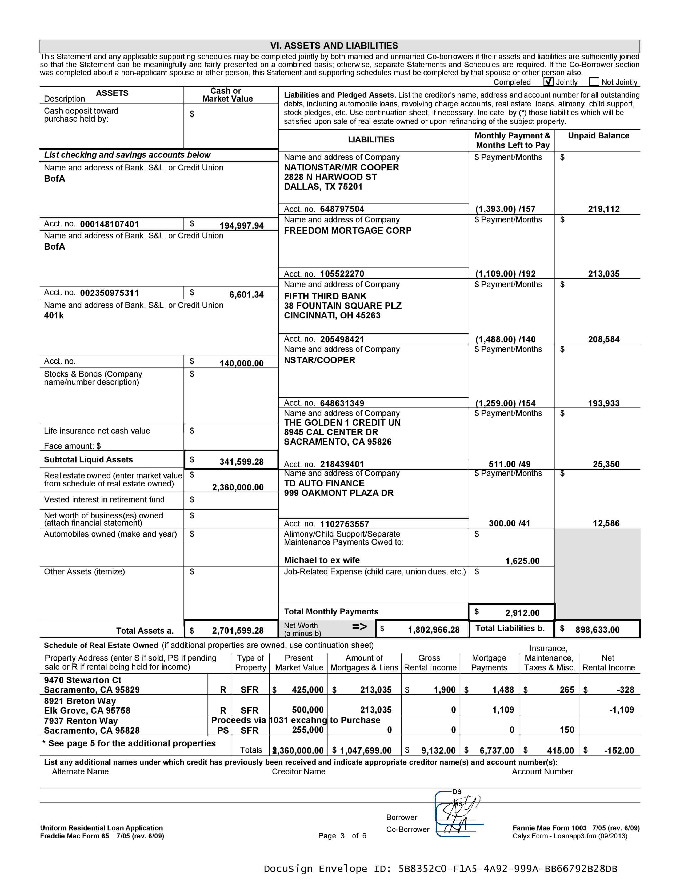 VI. ASSETS AND LIABILITIES
This Statement and any applicable supporting schedules may be completed jointly by both married and unmarried Co-borrowers if their assets and liabilities are sufficiently joined
so that the Statement can be meaningfully and fairly presented on a combined basis; otherwise, separate Statements and Schedules are required. If the Co-Borrower section
was completed about a non-applicant spouse or other person, this Statement and supporting schedules must be completed by that spouse or other person also.
Completed ✓ Jointly Not Jointly
ASSETS
Description
Cash or
Market Value
Cash deposit toward
purchase held by:
$
List checking and savings accounts below
Name and address of Bank, S&L, or Credit Union
BofA
Acct. no. 000148107401 $ 194,997.94
Name and address of Bank, S&L, or Credit Union
BofA
Acct. no. 002350975311 $ 6,601.34
Name and address of Bank, S&L, or Credit Union
401k
Acct. no. $ 140,000.00
Stocks & Bonds (Company
name/number description)
$
Life insurance net cash value
Face amount: $
$
Subtotal Liquid Assets $ 341,599.28
Real estate owned (enter market value
from schedule of real estate owned)
$ 2,360,000.00
Vested interest in retirement fund $
Net worth of business(es) owned
(attach financial statement)
$
Automobiles owned (make and year) $
Other Assets (itemize) $
Total Assets a. $ 2,701,599.28
Liabilities and Pledged Assets. List the creditor's name, address and account number for all outstanding
debts, including automobile loans, revolving charge accounts, real estate loans, alimony, child support,
stock pledges, etc. Use continuation sheet, if necessary. Indicate by (*) those liabilities which will be
satisfied upon sale of real estate owned or upon refinancing of the subject property.
LIABILITIES
Monthly Payment &
Months Left to Pay
Unpaid Balance
Name and address of Company $ Payment/Months $
NATIONSTAR/MR COOPER
2828 N HARWOOD ST
DALLAS, TX 75201
Acct. no. 648797504 (1,393.00) /157 219,112
Name and address of Company $ Payment/Months $
FREEDOM MORTGAGE CORP
Acct. no. 105522270 (1,109.00) /192 213,035
Name and address of Company $ Payment/Months $
FIFTH THIRD BANK
38 FOUNTAIN SQUARE PLZ
CINCINNATI, OH 45263
Acct. no. 205498421 (1,488.00) /140 208,584
Name and address of Company $ Payment/Months $
NSTAR/COOPER
Acct. no. 648631349 (1,259.00) /154 193,933
Name and address of Company $ Payment/Months $
THE GOLDEN 1 CREDIT UN
8945 CAL CENTER DR
SACRAMENTO, CA 95826
Acct. no. 218439401 511.00 /49 25,350
Name and address of Company $ Payment/Months $
TD AUTO FINANCE
999 OAKMONT PLAZA DR
Acct. no. 1102753557 300.00 /41 12,586
Alimony/Child Support/Separate
Maintenance Payments Owed to:
$
Michael to ex wife 1,625.00
Job-Related Expense (child care, union dues, etc.) $
Total Monthly Payments $ 2,912.00
Net Worth
(a minus b)
=> $ 1,802,966.28
Total Liabilities b. $ 898,633.00
Schedule of Real Estate Owned (if additional properties are owned, use continuation sheet)
Property Address (enter S if sold, PS if pending
sale or R if rental being held for income)
Type of
Property
Present
Market Value
Amount of
Mortgages & Liens
Gross
Rental Income
Mortgage
Payments
Insurance,
Maintenance,
Taxes & Misc.
Net
Rental Income
9470 Stewarton Ct
Sacramento, CA 95829 R SFR $ 425,000 $ 213,035 $ 1,900 $ 1,488 $ 265 $ -328
8921 Breton Way
Elk Grove, CA 95758 R SFR 500,000 213,035 0 1,109 -1,109
7937 Renton Way Proceeds via 1031 excahng to Purchase
Sacramento, CA 95828 PS SFR 255,000 0 0 0 150
* See page 5 for the additional properties
Totals 2,360,000.00 $ 1,047,699.00 $ 9,132.00 $ 6,737.00 $ 415.00 $ -152.00
List any additional names under which credit has previously been received and indicate appropriate creditor name(s) and account number(s):
Alternate Name Creditor Name Account Number
DS
Borrower
Co-Borrower
Uniform Residential Loan Application
Freddie Mac Form 65 7/05 (rev. 6/09)
Page 3 of 6
Fannie Mae Form 1003 7/05 (rev. 6/09)
Calyx Form - Loanapp3.frm (09/2013)
DocuSign Envelope ID: 5B8352C0-F1A5-4A92-999A-BB66792B28DB